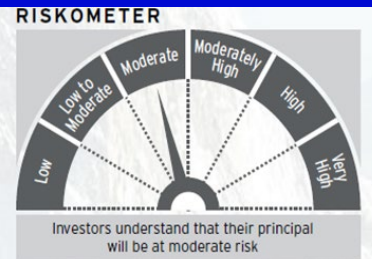 RISKOMETER
Low
Low to
Moderate
Moderate
Moderately
High
High
Very
High
Investors understand that their principal
will be at moderate risk